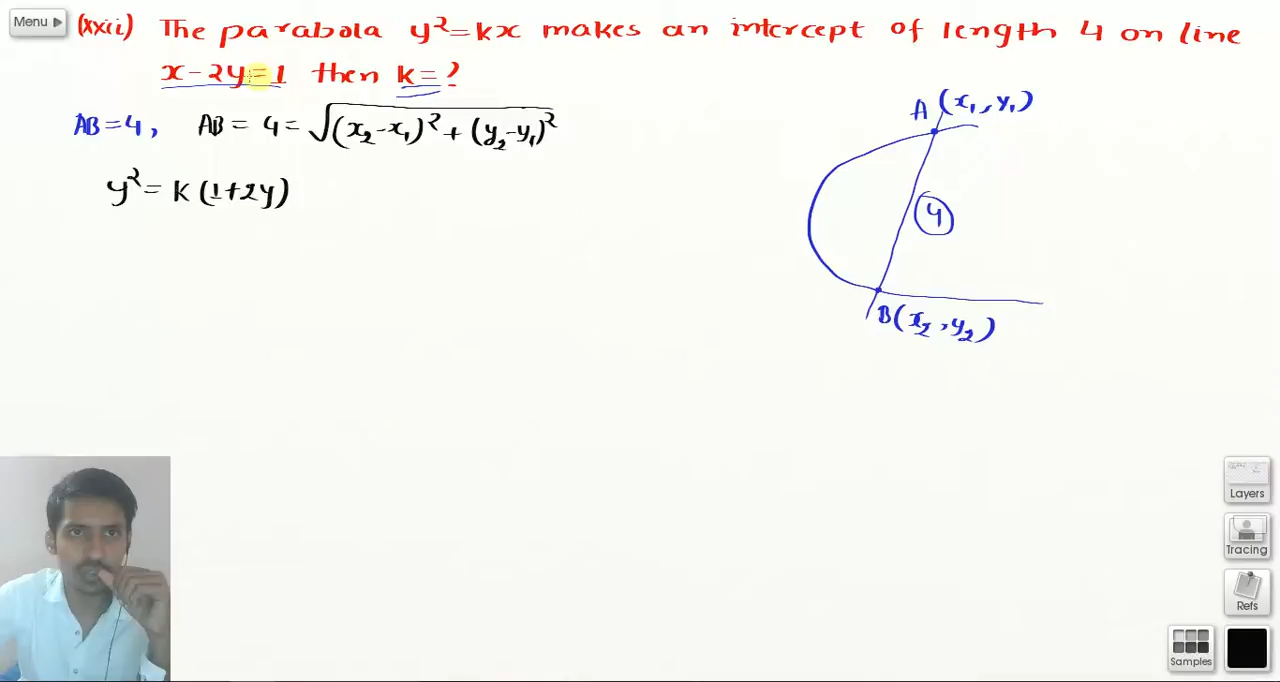 Menu
(xxii) The parabola y²=kx makes an intercept of length 4 on line
x-2y=1 then k=?
AB=4, AB= 4=√(x₂-x₁)²+(y₂-y₁)²
y²= k(1+2y)
A(x₁,y₁)
4
B(x₂,y₂)
Layers
Tracing
Refs
Samples